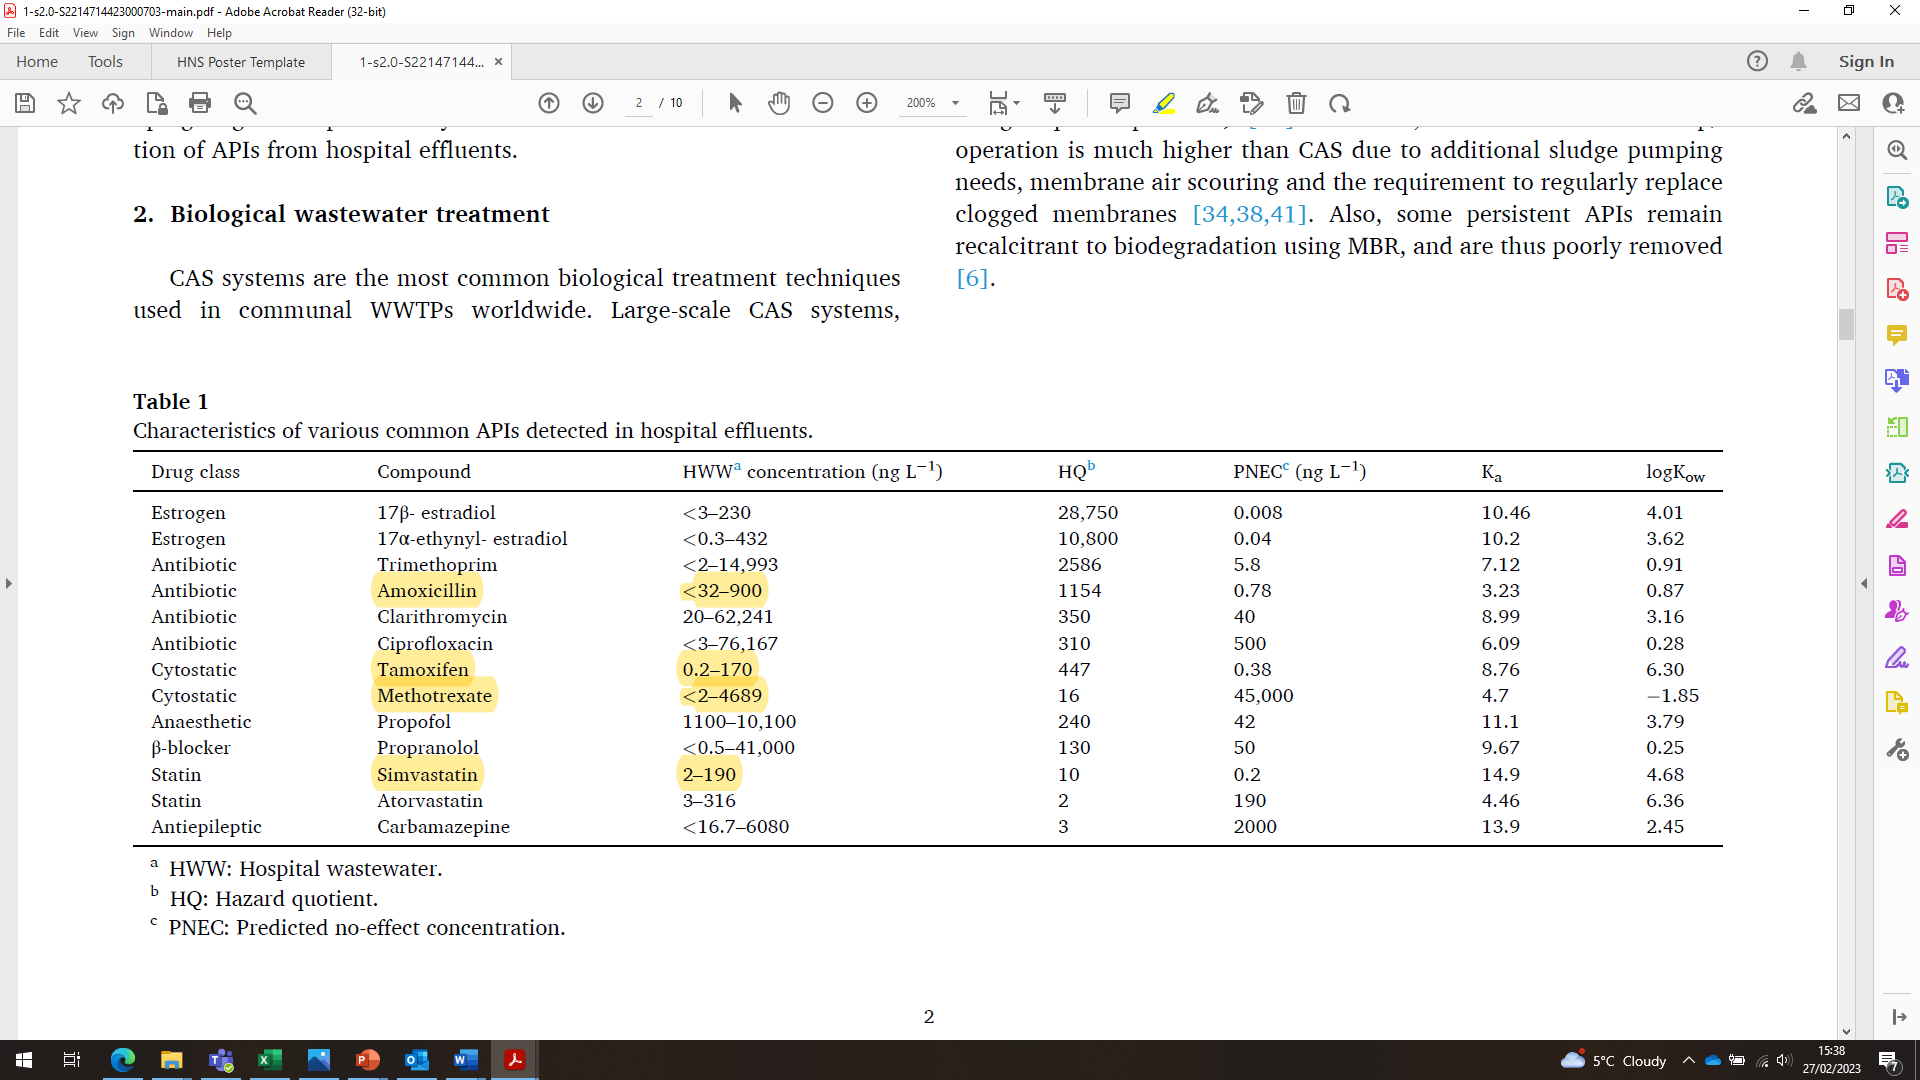 1-s2.0-S2214714423000703-main.pdf - Adobe Acrobat Reader (32-bit)
File Edit View Sign Window Help
Home Tools HNS Poster Template 1-s2.0-S22147144... × Sign In
2 / 10 200%
tion of APIs from hospital effluents.
2. Biological wastewater treatment
CAS systems are the most common biological treatment techniques
used in communal WWTPs worldwide. Large-scale CAS systems,
operation is much higher than CAS due to additional sludge pumping
needs, membrane air scouring and the requirement to regularly replace
clogged membranes [34,38,41]. Also, some persistent APIs remain
recalcitrant to biodegradation using MBR, and are thus poorly removed
[6].
Table 1
Characteristics of various common APIs detected in hospital effluents.
Drug class Compound HWWᵃ concentration (ng L⁻¹) HQᵇ PNECᶜ (ng L⁻¹) Kₐ logKow
Estrogen 17β- estradiol <3–230 28,750 0.008 10.46 4.01
Estrogen 17α-ethynyl- estradiol <0.3–432 10,800 0.04 10.2 3.62
Antibiotic Trimethoprim <2–14,993 2586 5.8 7.12 0.91
Antibiotic Amoxicillin <32–900 1154 0.78 3.23 0.87
Antibiotic Clarithromycin 20–62,241 350 40 8.99 3.16
Antibiotic Ciprofloxacin <3–76,167 310 500 6.09 0.28
Cytostatic Tamoxifen 0.2–170 447 0.38 8.76 6.30
Cytostatic Methotrexate <2–4689 16 45,000 4.7 −1.85
Anaesthetic Propofol 1100–10,100 240 42 11.1 3.79
β-blocker Propranolol <0.5–41,000 130 50 9.67 0.25
Statin Simvastatin 2–190 10 0.2 14.9 4.68
Statin Atorvastatin 3–316 2 190 4.46 6.36
Antiepileptic Carbamazepine <16.7–6080 3 2000 13.9 2.45
ᵃ HWW: Hospital wastewater.
ᵇ HQ: Hazard quotient.
ᶜ PNEC: Predicted no-effect concentration.
2
5°C Cloudy 15:38
27/02/2023
7